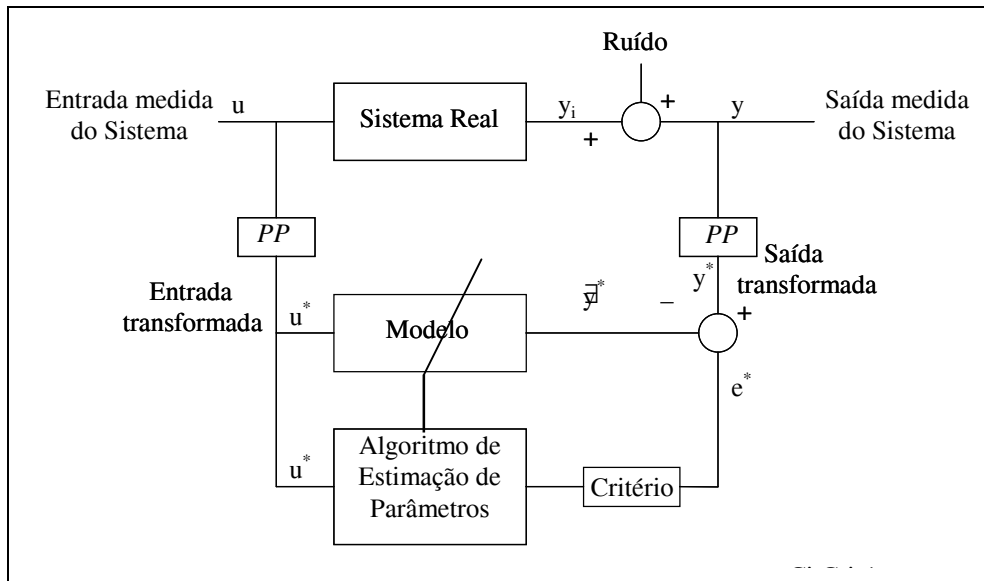 Ruído
Entrada medida
do Sistema
u
Sistema Real
yi
+
+
y
Saída medida
do Sistema
PP
PP
Entrada
transformada
Saída
transformada
y*
u*
Modelo
−
+
e*
u*
Algoritmo de
Estimação de
Parâmetros
Critério